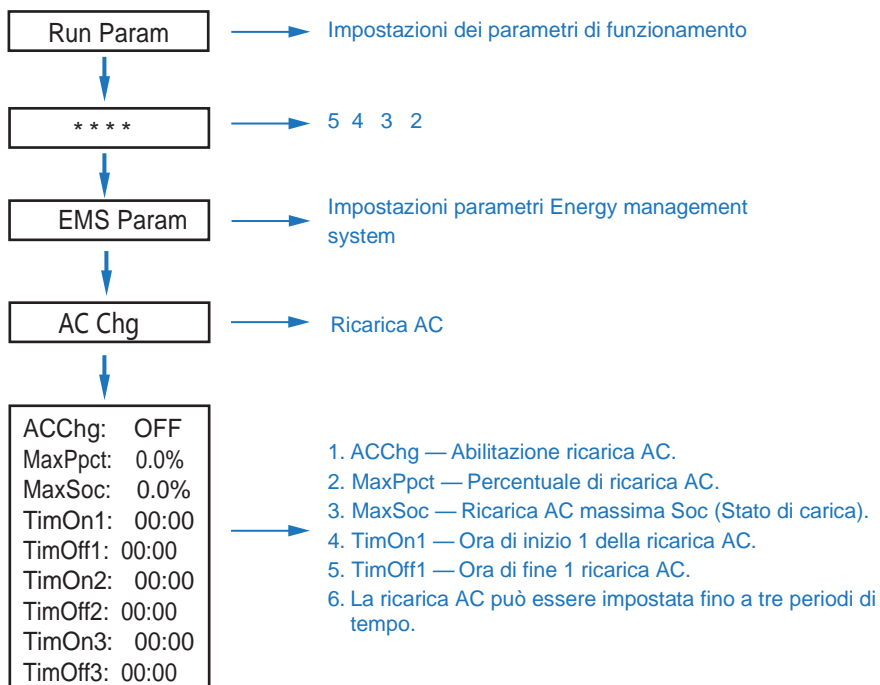 Run Param
Impostazioni dei parametri di funzionamento
* * * *
5 4 3 2
EMS Param
Impostazioni parametri Energy management
system
AC Chg
Ricarica AC
ACChg: OFF
MaxPpct: 0.0%
MaxSoc: 0.0%
TimOn1: 00:00
TimOff1: 00:00
TimOn2: 00:00
TimOff2: 00:00
TimOn3: 00:00
TimOff3: 00:00
1. ACChg — Abilitazione ricarica AC.
2. MaxPpct — Percentuale di ricarica AC.
3. MaxSoc — Ricarica AC massima Soc (Stato di carica).
4. TimOn1 — Ora di inizio 1 della ricarica AC.
5. TimOff1 — Ora di fine 1 ricarica AC.
6. La ricarica AC può essere impostata fino a tre periodi di
tempo.